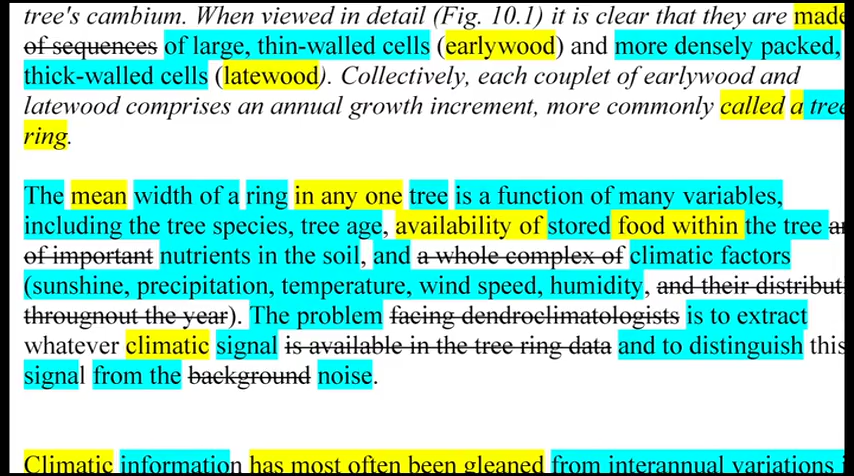 tree's cambium. When viewed in detail (Fig. 10.1) it is clear that they are made
of sequences of large, thin-walled cells (earlywood) and more densely packed,
thick-walled cells (latewood). Collectively, each couplet of earlywood and
latewood comprises an annual growth increment, more commonly called a tree
ring.
The mean width of a ring in any one tree is a function of many variables,
including the tree species, tree age, availability of stored food within the tree
of important nutrients in the soil, and a whole complex of climatic factors
(sunshine, precipitation, temperature, wind speed, humidity, and their distribut
througnout the year). The problem facing dendroclimatologists is to extract
whatever climatic signal is available in the tree ring data and to distinguish this
signal from the background noise.
Climatic information has most often been gleaned from interannual variations